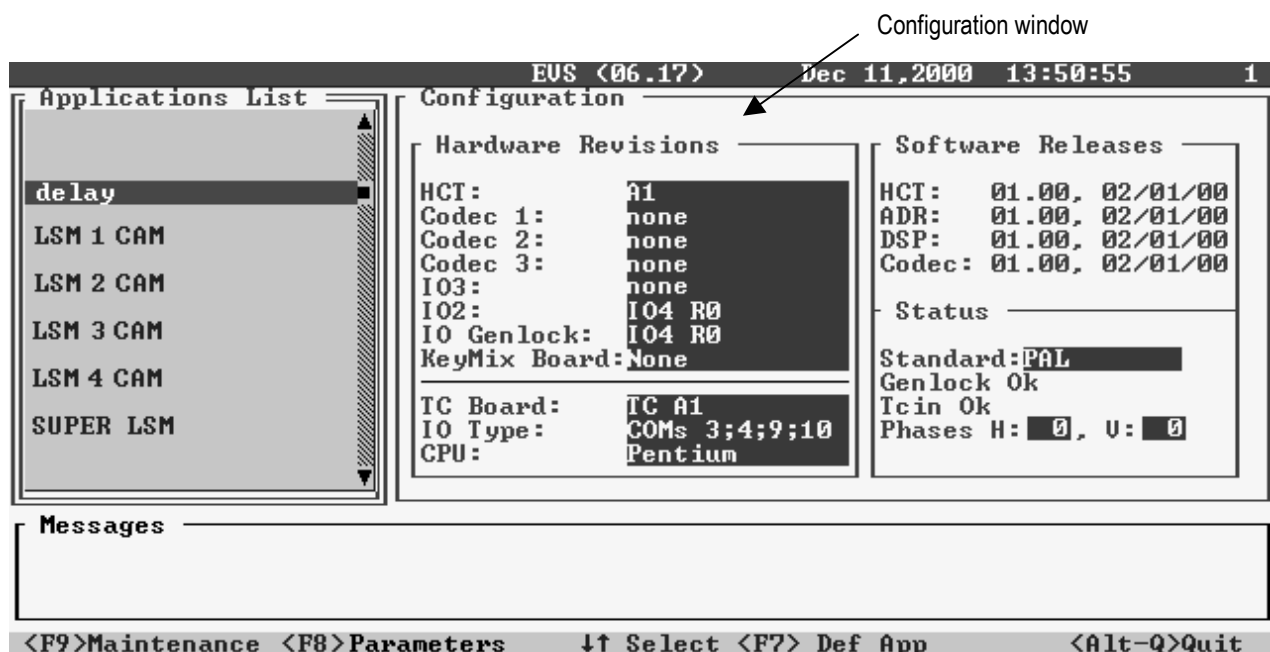 Configuration window
EVS (06.17) Dec 11,2000 13:50:55 1
Applications List
delay
LSM 1 CAM
LSM 2 CAM
LSM 3 CAM
LSM 4 CAM
SUPER LSM
Configuration
Hardware Revisions
HCT: A1
Codec 1: none
Codec 2: none
Codec 3: none
IO3: none
IO2: IO4 R0
IO Genlock: IO4 R0
KeyMix Board: None
TC Board: TC A1
IO Type: COMs 3;4;9;10
CPU: Pentium
Software Releases
HCT: 01.00, 02/01/00
ADR: 01.00, 02/01/00
DSP: 01.00, 02/01/00
Codec: 01.00, 02/01/00
Status
Standard:PAL
Genlock Ok
Tcin Ok
Phases H: 0, V: 0
Messages
<F9>Maintenance <F8>Parameters ↓↑ Select <F7> Def App <Alt-Q>Quit